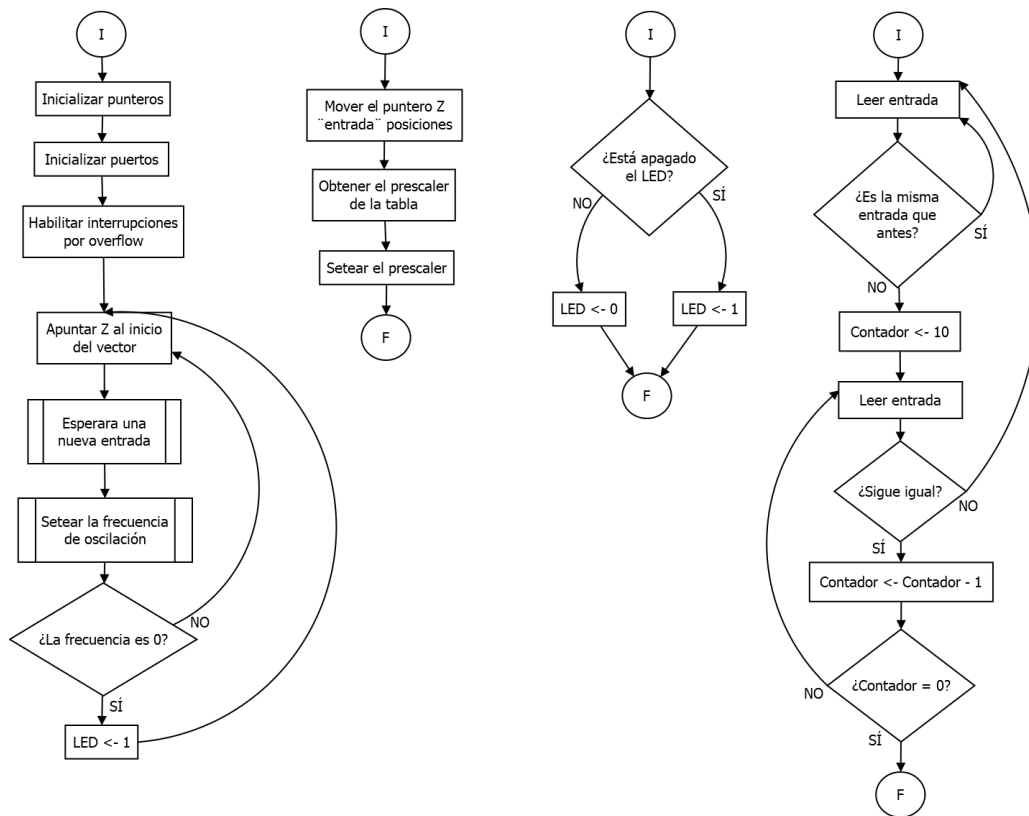 I
Inicializar punteros
Inicializar puertos
Habilitar interrupciones
por overflow
Apuntar Z al inicio
del vector
Esperara una
nueva entrada
Setear la frecuencia
de oscilación
¿La frecuencia es 0?
NO
SÍ
LED <- 1
I
Mover el puntero Z
¨entrada¨ posiciones
Obtener el prescaler
de la tabla
Setear el prescaler
F
I
¿Está apagado
el LED?
NO
SÍ
LED <- 0
LED <- 1
F
I
Leer entrada
¿Es la misma
entrada que
antes?
SÍ
NO
Contador <- 10
Leer entrada
¿Sigue igual?
NO
SÍ
Contador <- Contador - 1
¿Contador = 0?
NO
SÍ
F